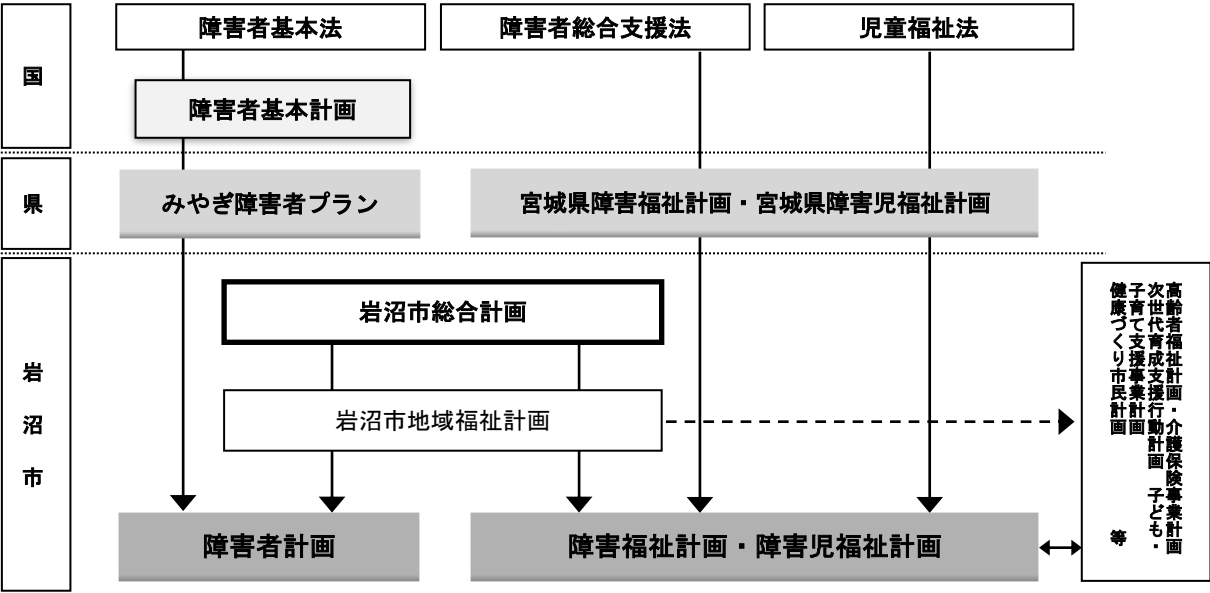 国
障害者基本法
障害者総合支援法
児童福祉法
障害者基本計画
県
みやぎ障害者プラン
宮城県障害福祉計画・宮城県障害児福祉計画
岩沼市
岩沼市総合計画
岩沼市地域福祉計画
障害者計画
障害福祉計画・障害児福祉計画
高齢者福祉計画・介護保険事業計画
次世代育成支援行動計画 子ども・
子育て支援事業計画
健康づくり市民計画 等